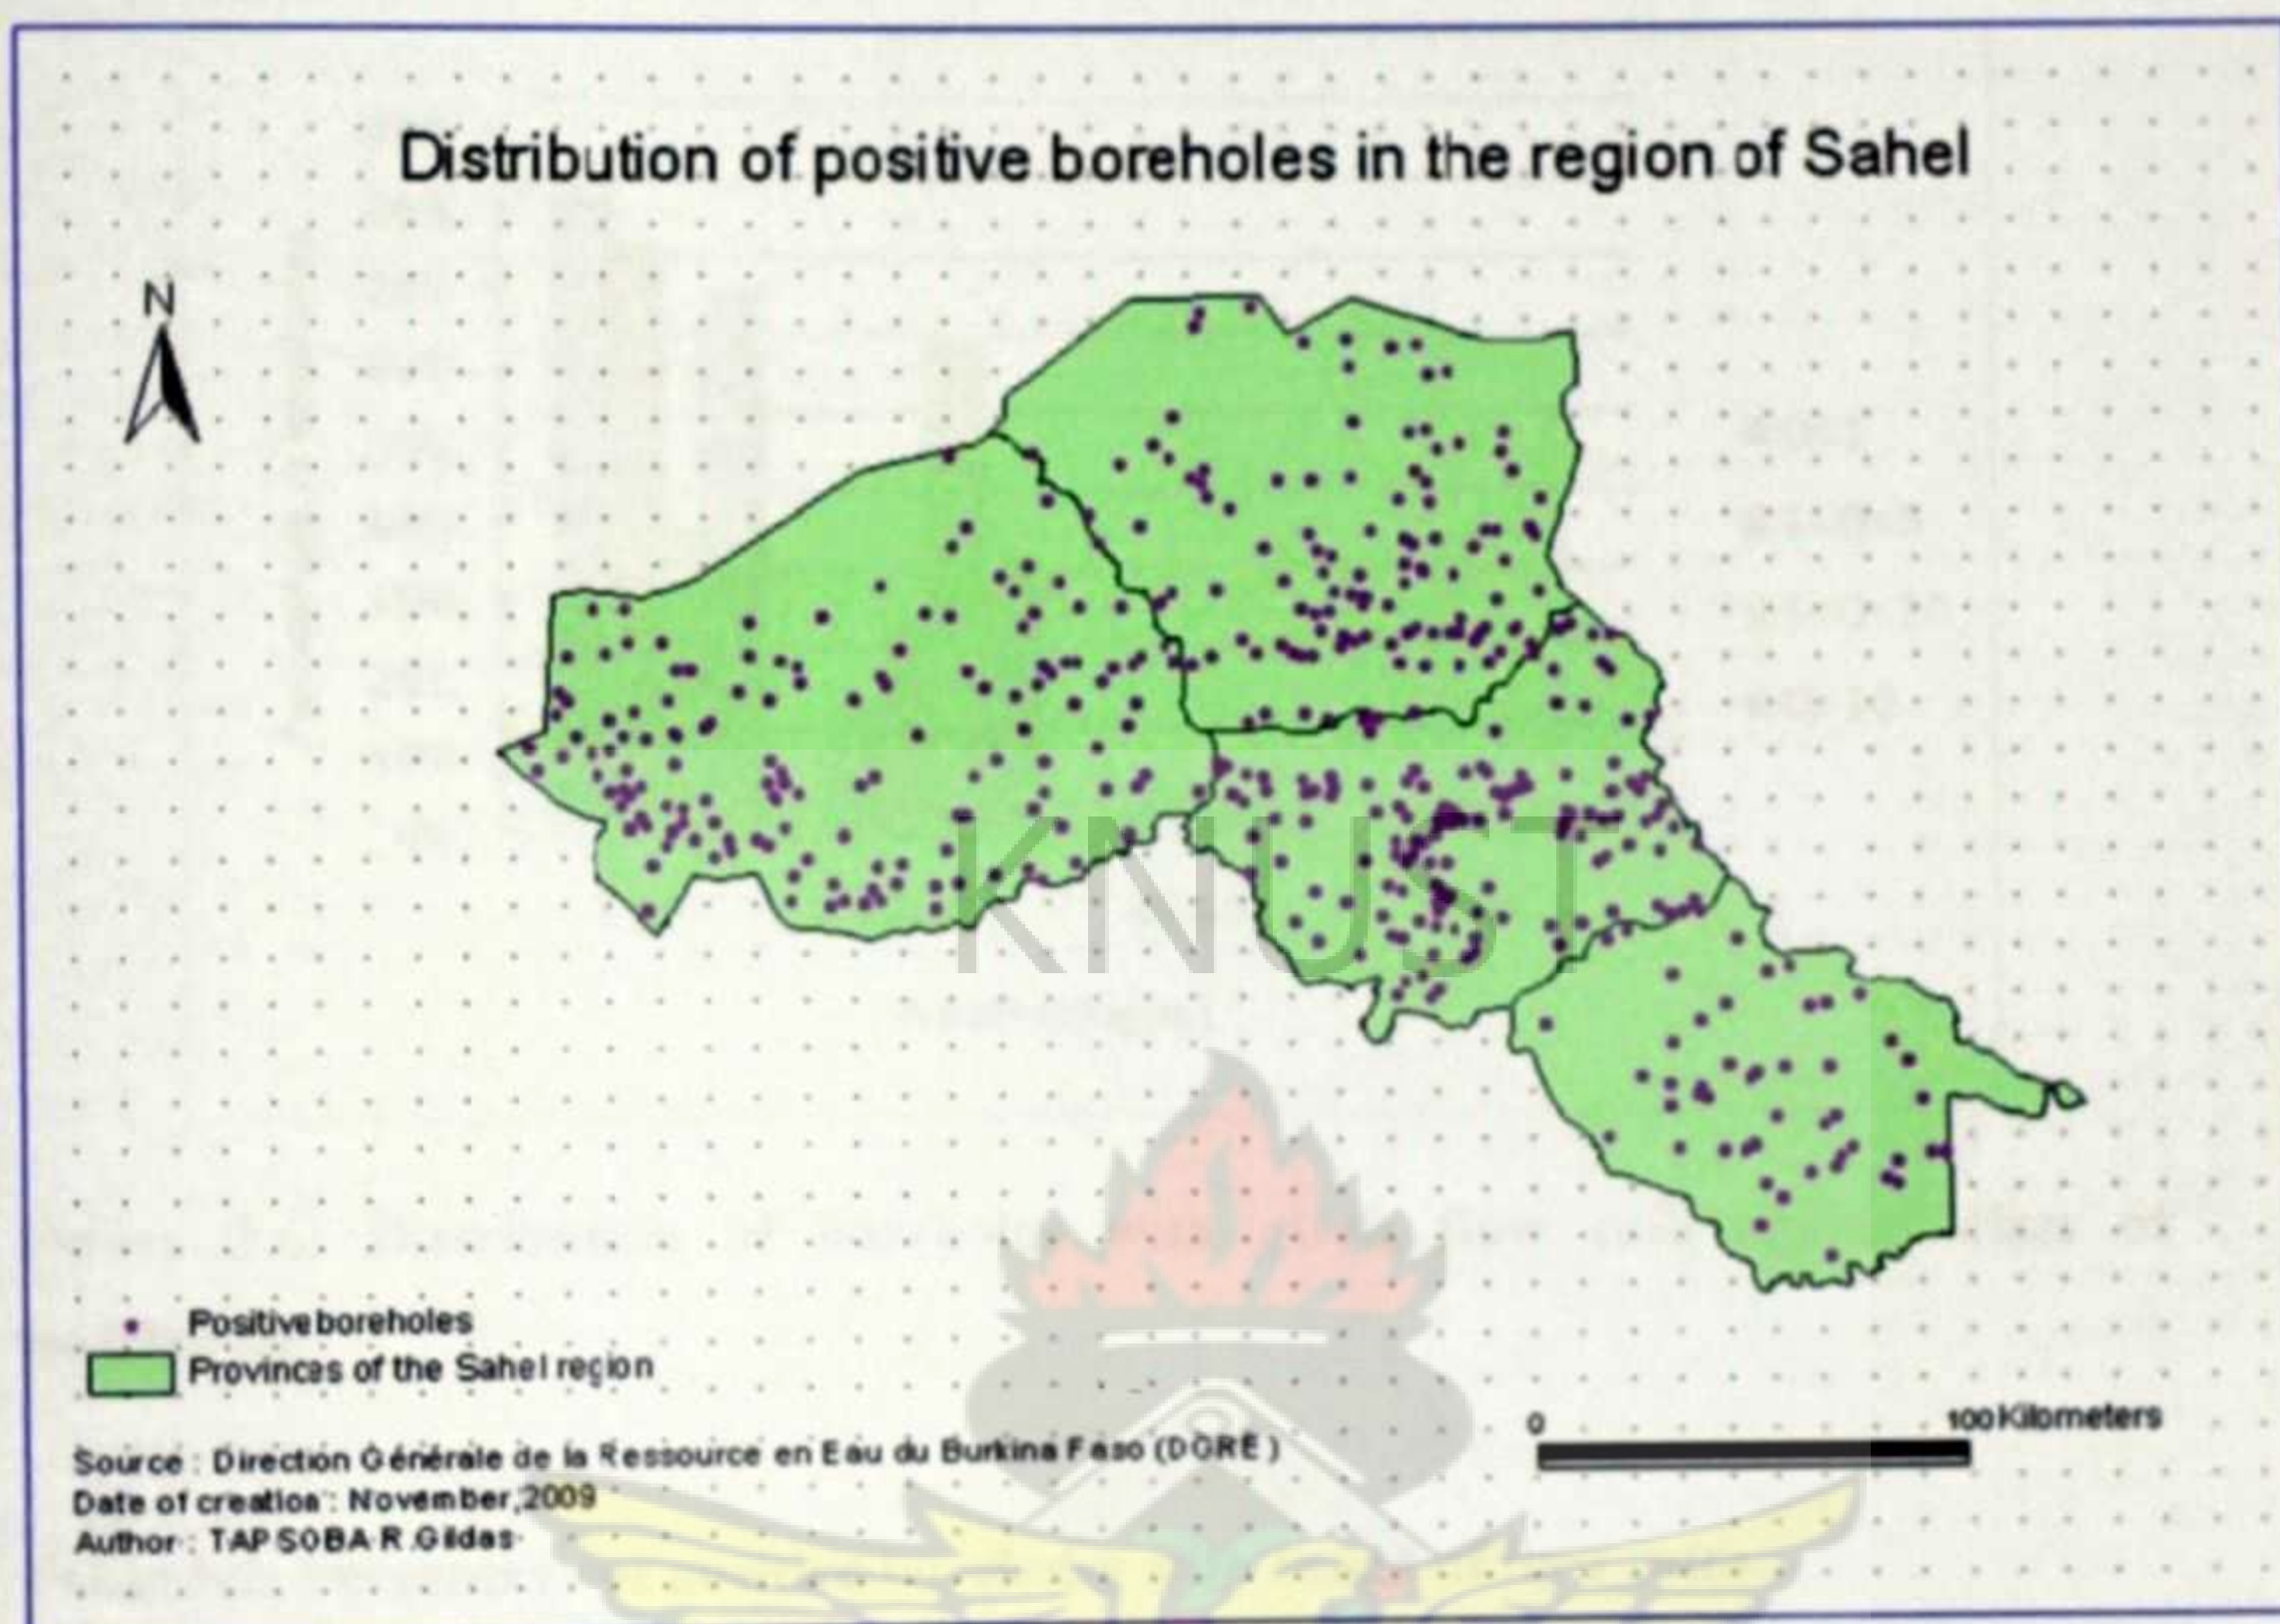 Distribution of positive boreholes in the region of Sahel
N
KNUST
Positive boreholes
Provinces of the Sahel region
0 100 Kilometers
Source : Direction Générale de la Ressource en Eau du Burkina Faso (DGRE )
Date of creation : November,2009
Author : TAPSOBA R.Gildas